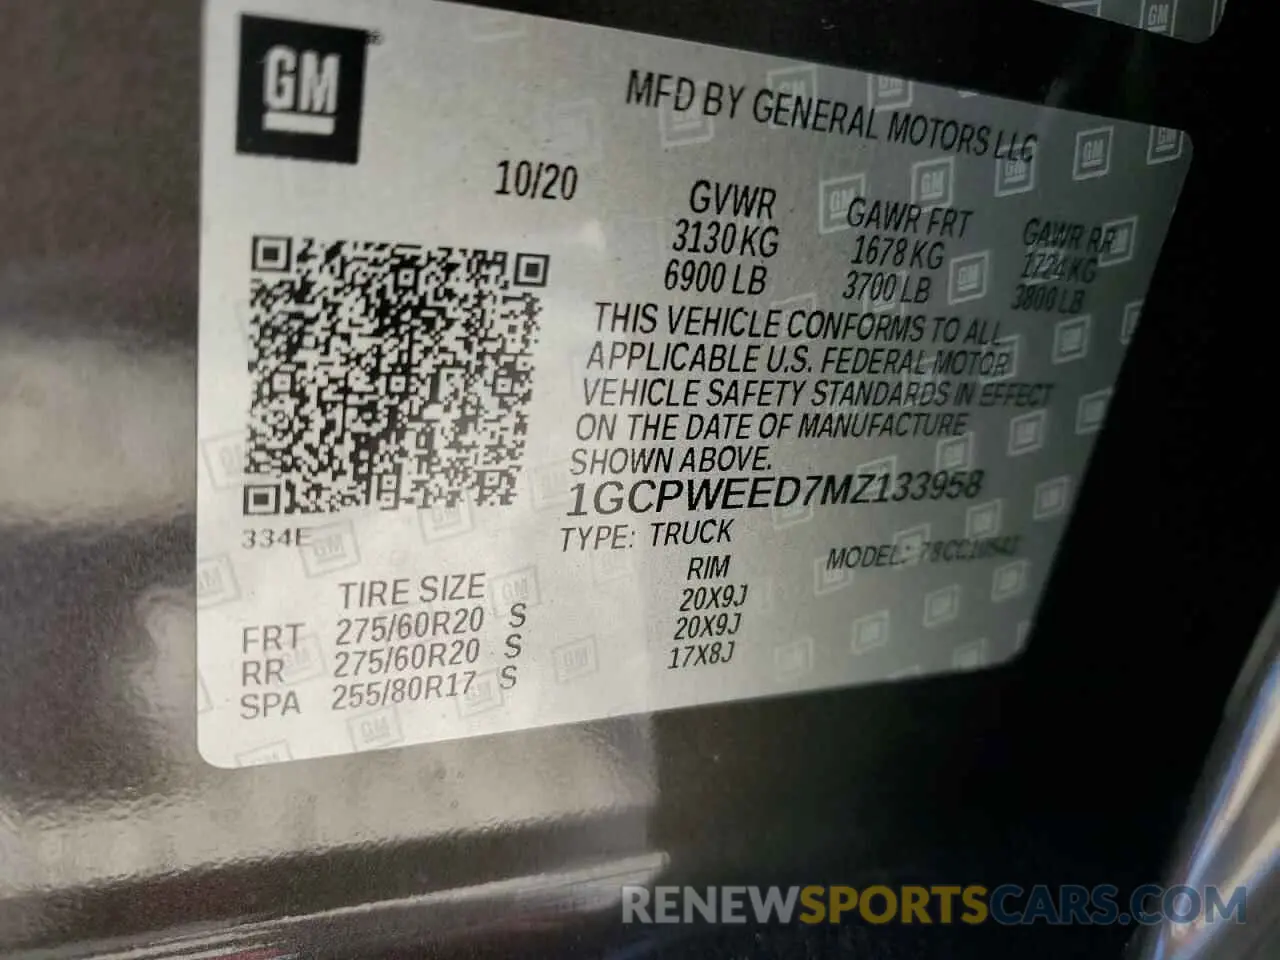 GM
MFD BY GENERAL MOTORS LLC
10/20
GVWR GAWR FRT GAWR RR
3130 KG 1678 KG 1724 KG
6900 LB 3700 LB 3800 LB
THIS VEHICLE CONFORMS TO ALL
APPLICABLE U.S. FEDERAL MOTOR
VEHICLE SAFETY STANDARDS IN EFFECT
ON THE DATE OF MANUFACTURE
SHOWN ABOVE.
1GCPWEED7MZ133958
334E
TYPE: TRUCK MODEL:
TIRE SIZE RIM
FRT 275/60R20 S 20X9J
RR 275/60R20 S 20X9J
SPA 255/80R17 S 17X8J
RENEWSPORTSCARS.COM